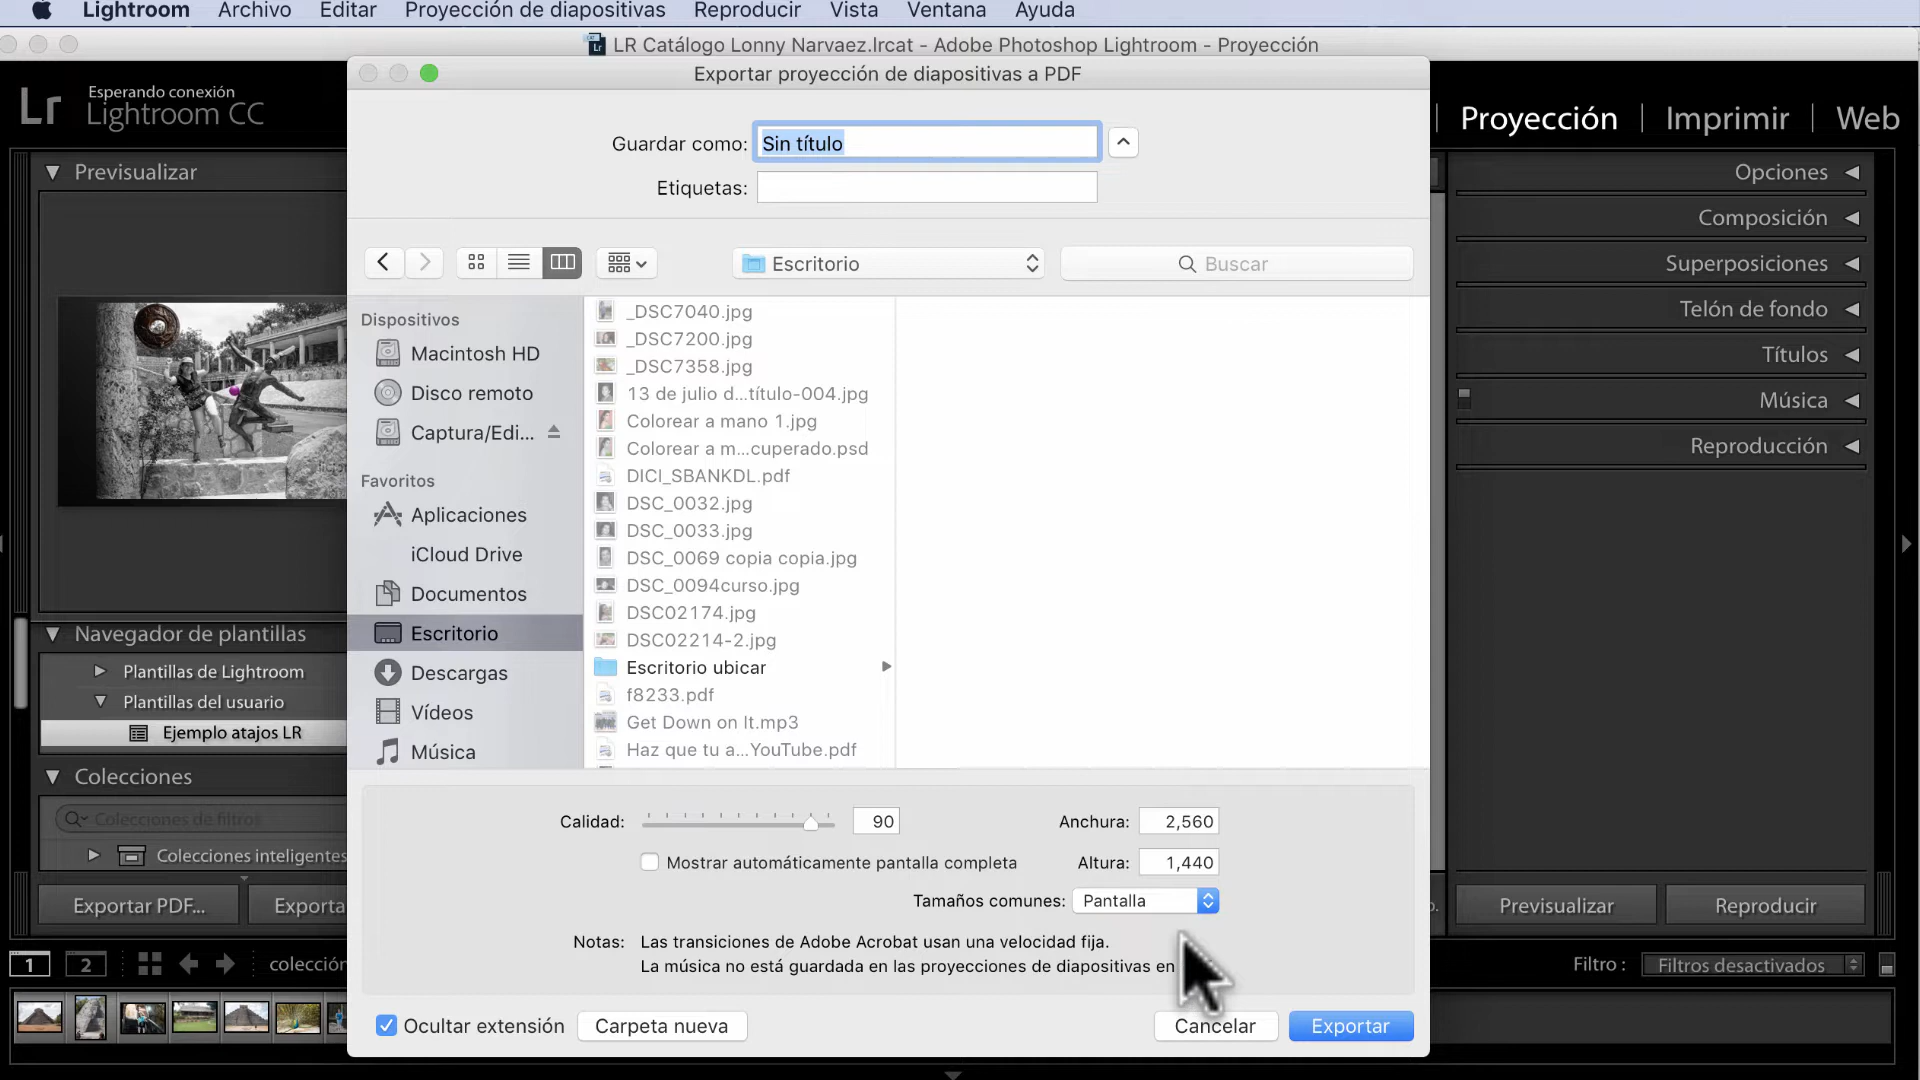 Lightroom Archivo Editar Proyección de diapositivas Reproducir Vista Ventana Ayuda
LR Catálogo Lonny Narvaez.lrcat - Adobe Photoshop Lightroom - Proyección
Exportar proyección de diapositivas a PDF
Lr Esperando conexión
Lightroom CC
Proyección Imprimir Web
Guardar como: Sin título
Etiquetas:
Previsualizar
Opciones
Composición
Superposiciones
Telón de fondo
Títulos
Música
Reproducción
Escritorio
Buscar
Dispositivos
Macintosh HD
Disco remoto
Captura/Edi...
Favoritos
Aplicaciones
iCloud Drive
Documentos
Escritorio
Descargas
Vídeos
Música
_DSC7040.jpg
_DSC7200.jpg
_DSC7358.jpg
13 de julio d...título-004.jpg
Colorear a mano 1.jpg
Colorear a m...cuperado.psd
DICI_SBANKDL.pdf
DSC_0032.jpg
DSC_0033.jpg
DSC_0069 copia copia.jpg
DSC_0094curso.jpg
DSC02174.jpg
DSC02214-2.jpg
Escritorio ubicar
f8233.pdf
Get Down on It.mp3
Haz que tu a...YouTube.pdf
Navegador de plantillas
Plantillas de Lightroom
Plantillas del usuario
Ejemplo atajos LR
Colecciones
Colecciones de filtros
Colecciones inteligentes
Exportar PDF... Exporta
Calidad: 90
Anchura: 2,560
Mostrar automáticamente pantalla completa
Altura: 1,440
Tamaños comunes: Pantalla
Notas: Las transiciones de Adobe Acrobat usan una velocidad fija.
La música no está guardada en las proyecciones de diapositivas en
Previsualizar Reproducir
1 2 colección
Filtro : Filtros desactivados
Ocultar extensión Carpeta nueva Cancelar Exportar